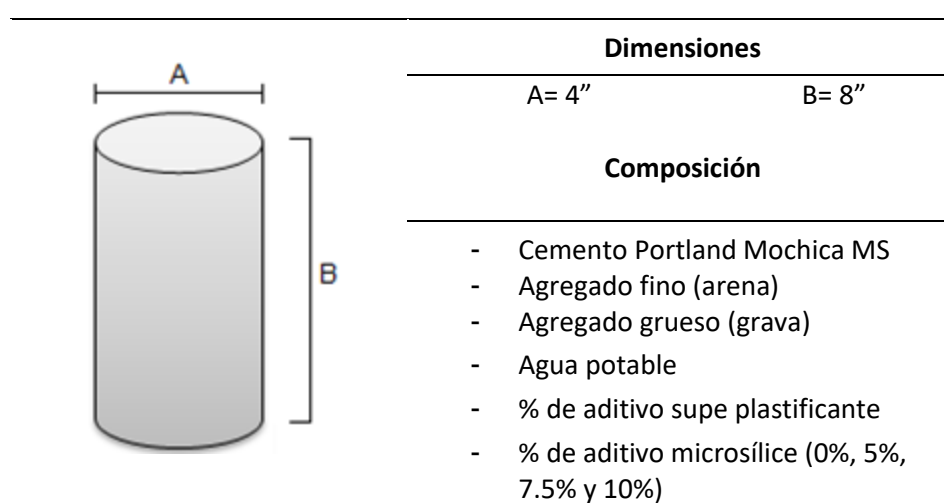 Dimensiones
A
A= 4” B= 8”
Composición
B
- Cemento Portland Mochica MS
- Agregado fino (arena)
- Agregado grueso (grava)
- Agua potable
- % de aditivo supe plastificante
- % de aditivo microsílice (0%, 5%,
7.5% y 10%)